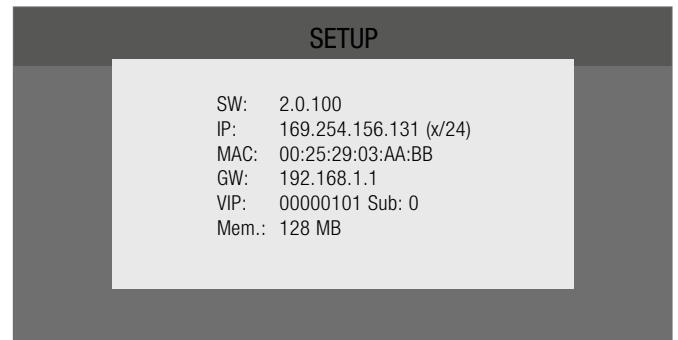 SETUP
SW: 2.0.100
IP: 169.254.156.131 (x/24)
MAC: 00:25:29:03:AA:BB
GW: 192.168.1.1
VIP: 00000101 Sub: 0
Mem.: 128 MB